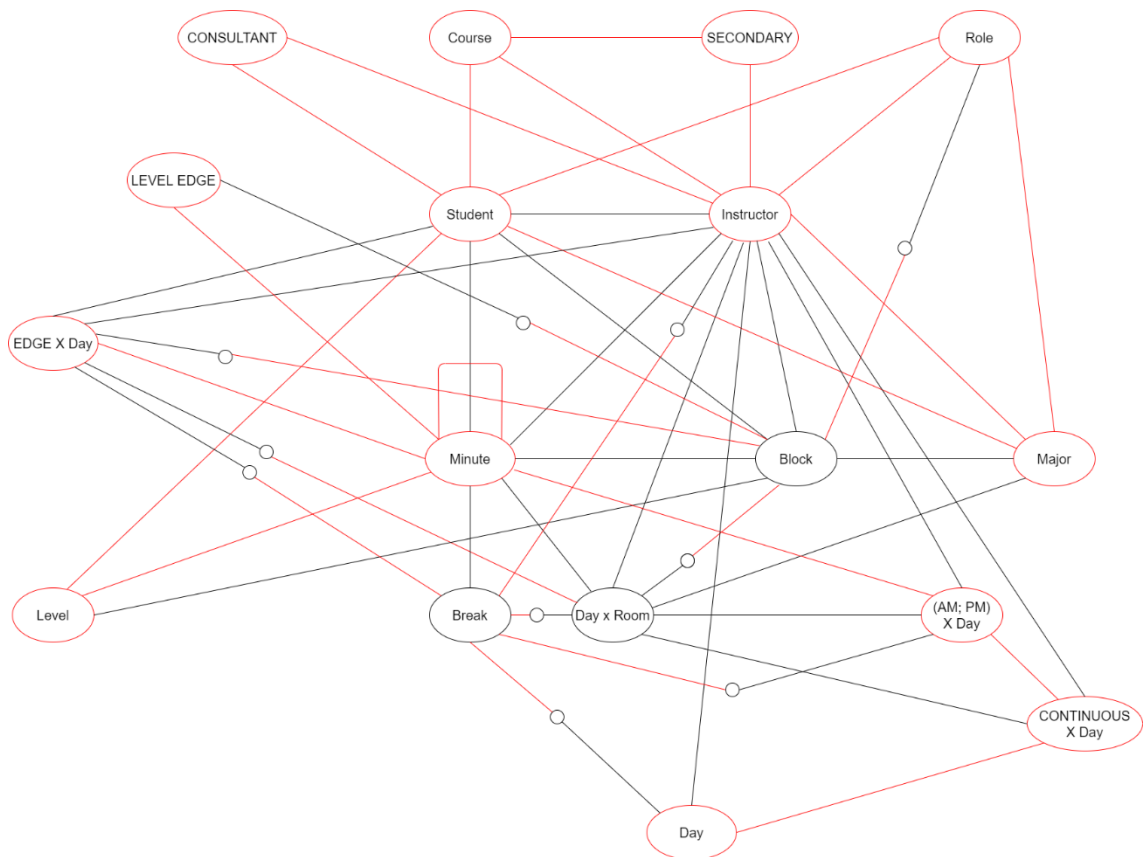 CONSULTANT
Course
SECONDARY
Role
LEVEL EDGE
Student
Instructor
EDGE X Day
Minute
Block
Major
Level
Break
Day x Room
(AM; PM)
X Day
CONTINUOUS
X Day
Day